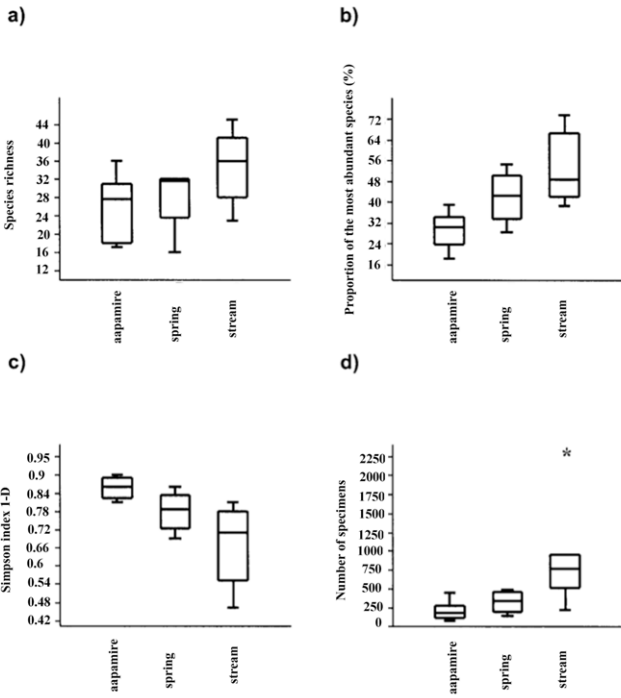 a)
Species richness
44
40
36
32
28
24
20
16
12
aapamire
spring
stream
b)
Proportion of the most abundant species (%)
72
64
56
48
40
32
24
16
aapamire
spring
stream
c)
Simpson index 1-D
0.95
0.9
0.84
0.78
0.72
0.66
0.6
0.54
0.48
0.42
aapamire
spring
stream
d)
Number of specimens
2250
2000
1750
1500
1250
1000
750
500
250
0
*
aapamire
spring
stream